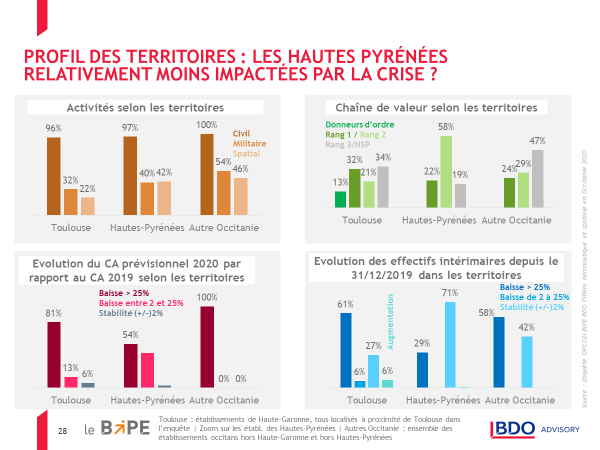 PROFIL DES TERRITOIRES : LES HAUTES PYRÉNÉES
RELATIVEMENT MOINS IMPACTÉES PAR LA CRISE ?
Activités selon les territoires
96%
32%
22%
97%
40%
42%
100%
54%
46%
Civil
Militaire
Spatial
Toulouse
Hautes-Pyrénées
Autre Occitanie
Chaîne de valeur selon les territoires
Donneurs d'ordre
Rang 1 / Rang 2
Rang 3/NSP
13%
32%
21%
34%
22%
58%
19%
24%
29%
47%
Toulouse
Hautes-Pyrénées
Autre Occitanie
Evolution du CA prévisionnel 2020 par
rapport au CA 2019 selon les territoires
Baisse > 25%
Baisse entre 2 et 25%
Stabilité (+/-)2%
81%
13%
6%
54%
100%
0%
0%
Toulouse
Hautes-Pyrénées
Autre Occitanie
Evolution des effectifs intérimaires depuis le
31/12/2019 dans les territoires
Baisse > 25%
Baisse de 2 à 25%
Stabilité (+/-)2%
Augmentation
61%
6%
27%
6%
29%
71%
58%
42%
Toulouse
Hautes-Pyrénées
Autre Occitanie
Source : Enquête OPCO2i BIPE-BDO Filière aéronautique et spatiale en Occitanie 2020
28
le BIPE
Toulouse : établissements de Haute-Garonne, tous localisés à proximité de Toulouse dans
l'enquête | Zoom sur les établ. des Hautes-Pyrénées | Autres Occitanie : ensemble des
établissements occitans hors Haute-Garonne et hors Hautes-Pyrénées
BDO ADVISORY